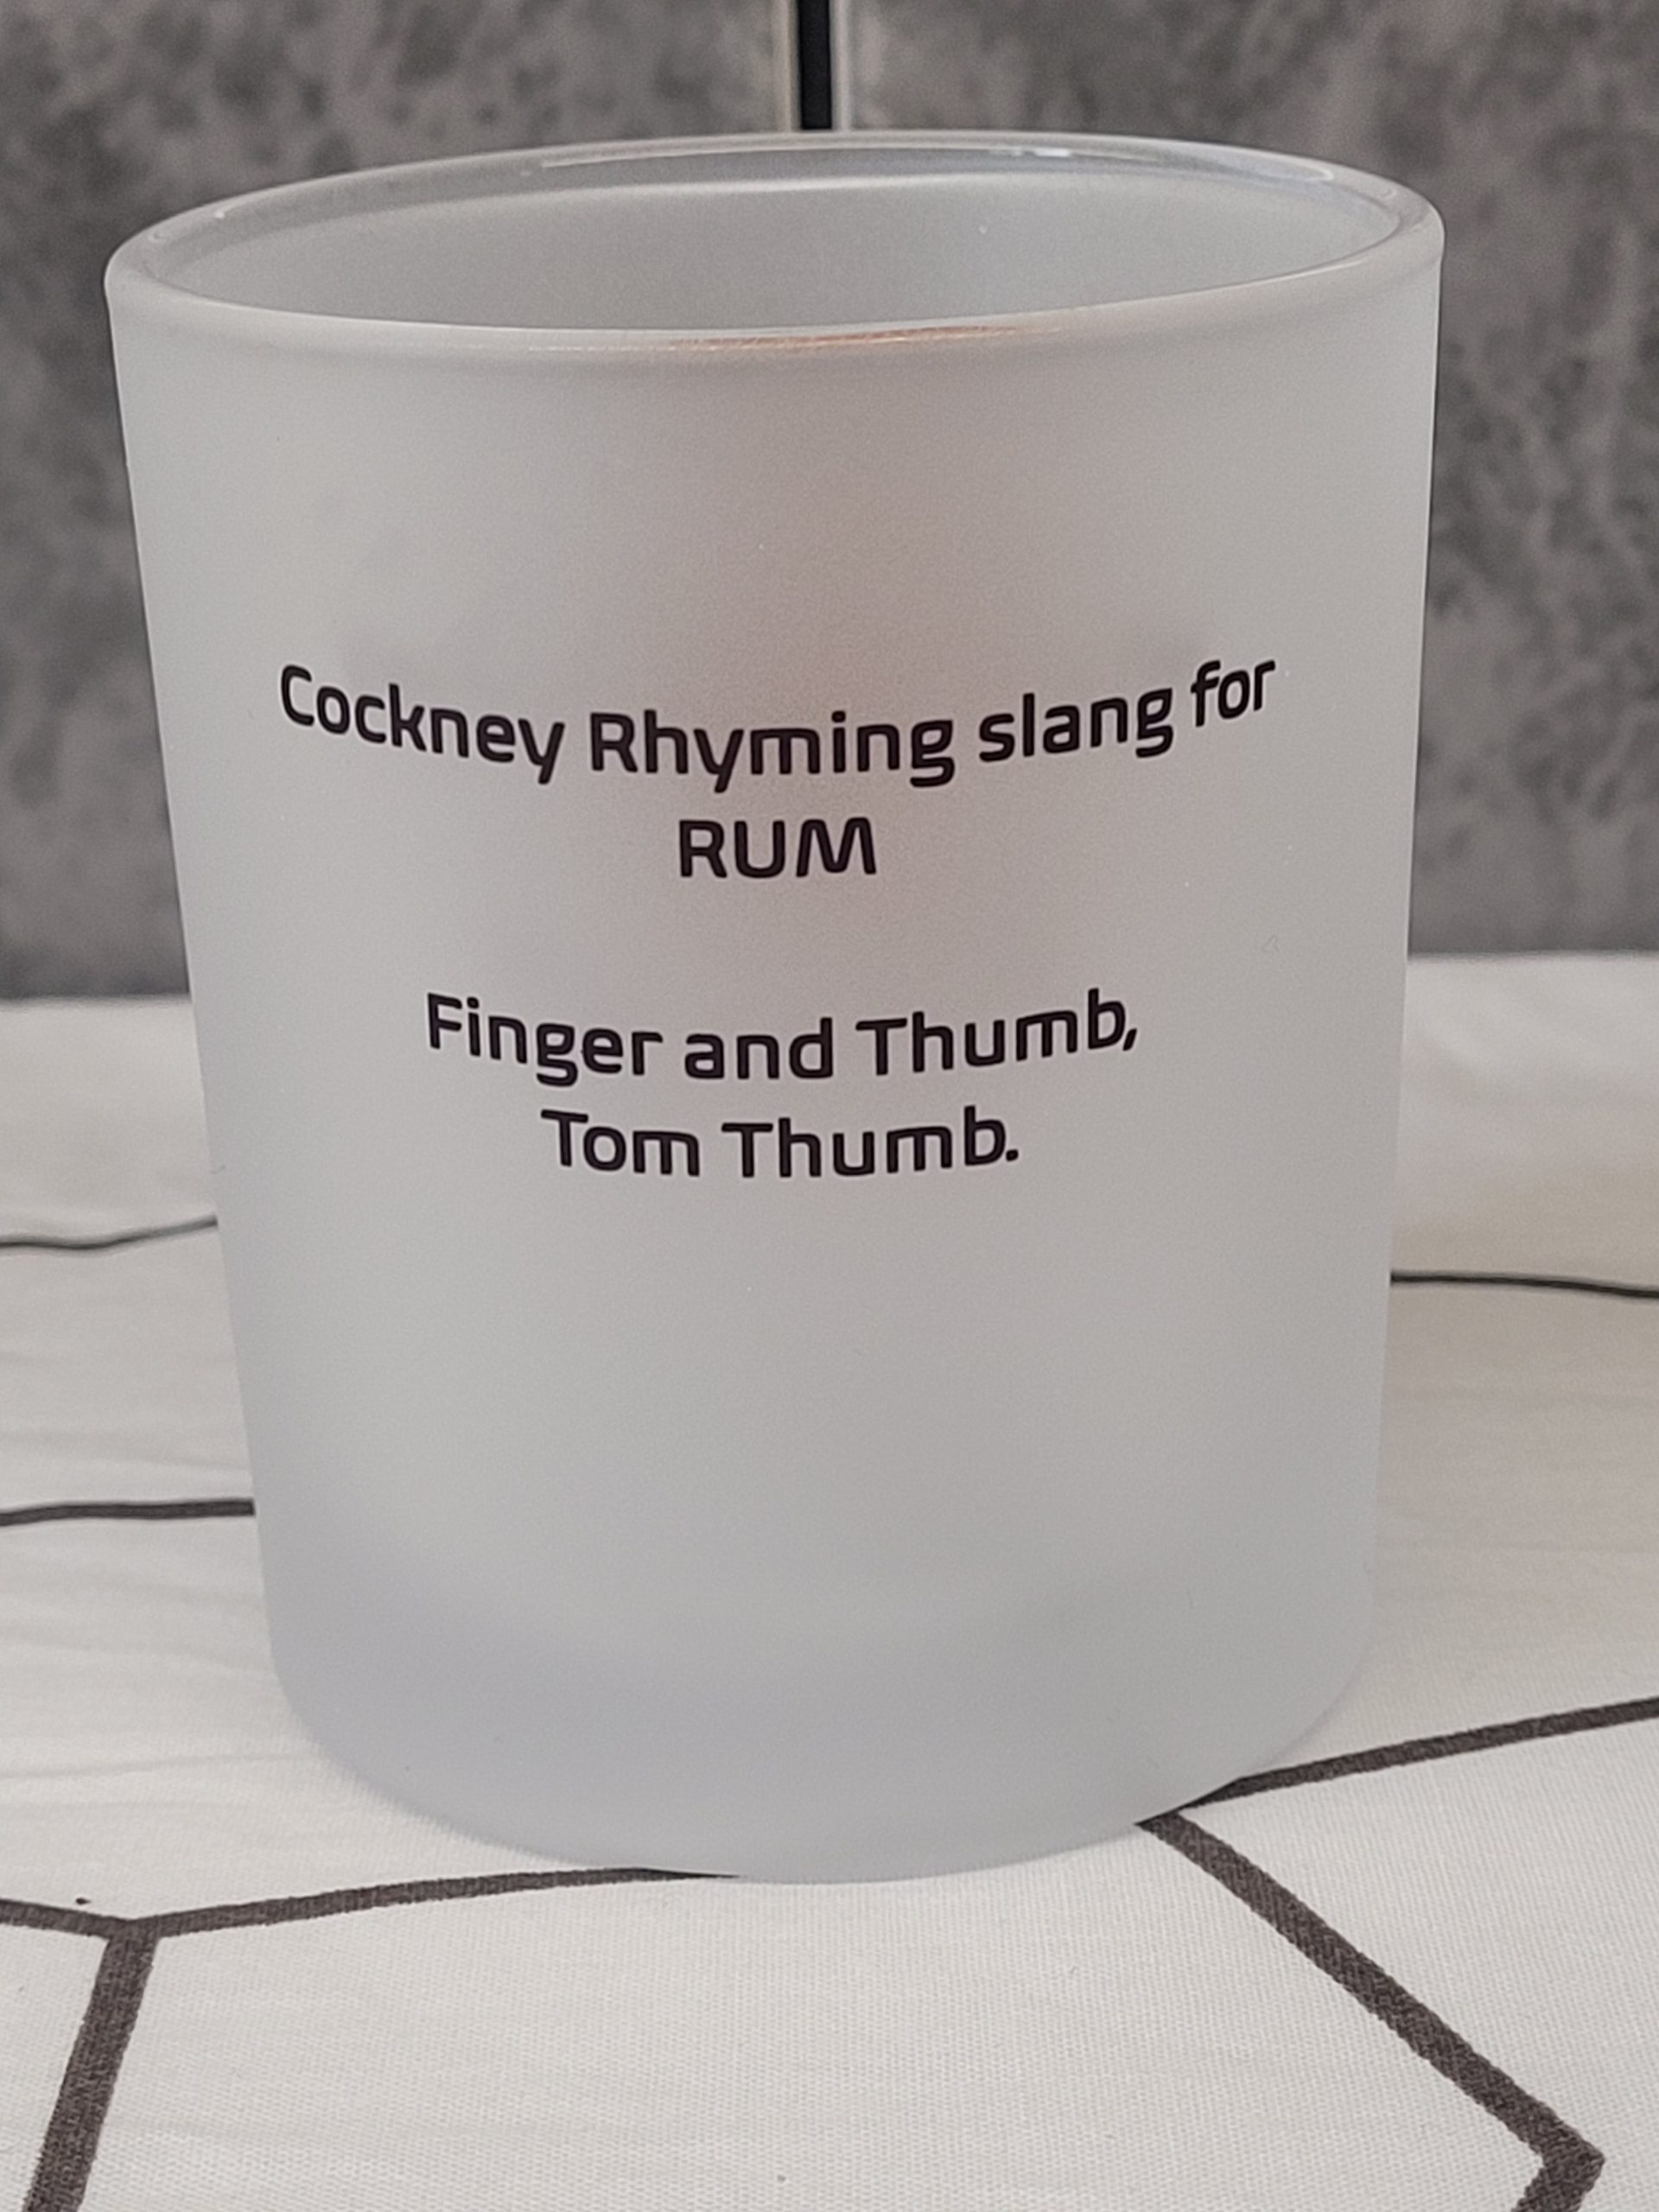 Cockney Rhyming slang for
RUM
Finger and Thumb,
Tom Thumb.